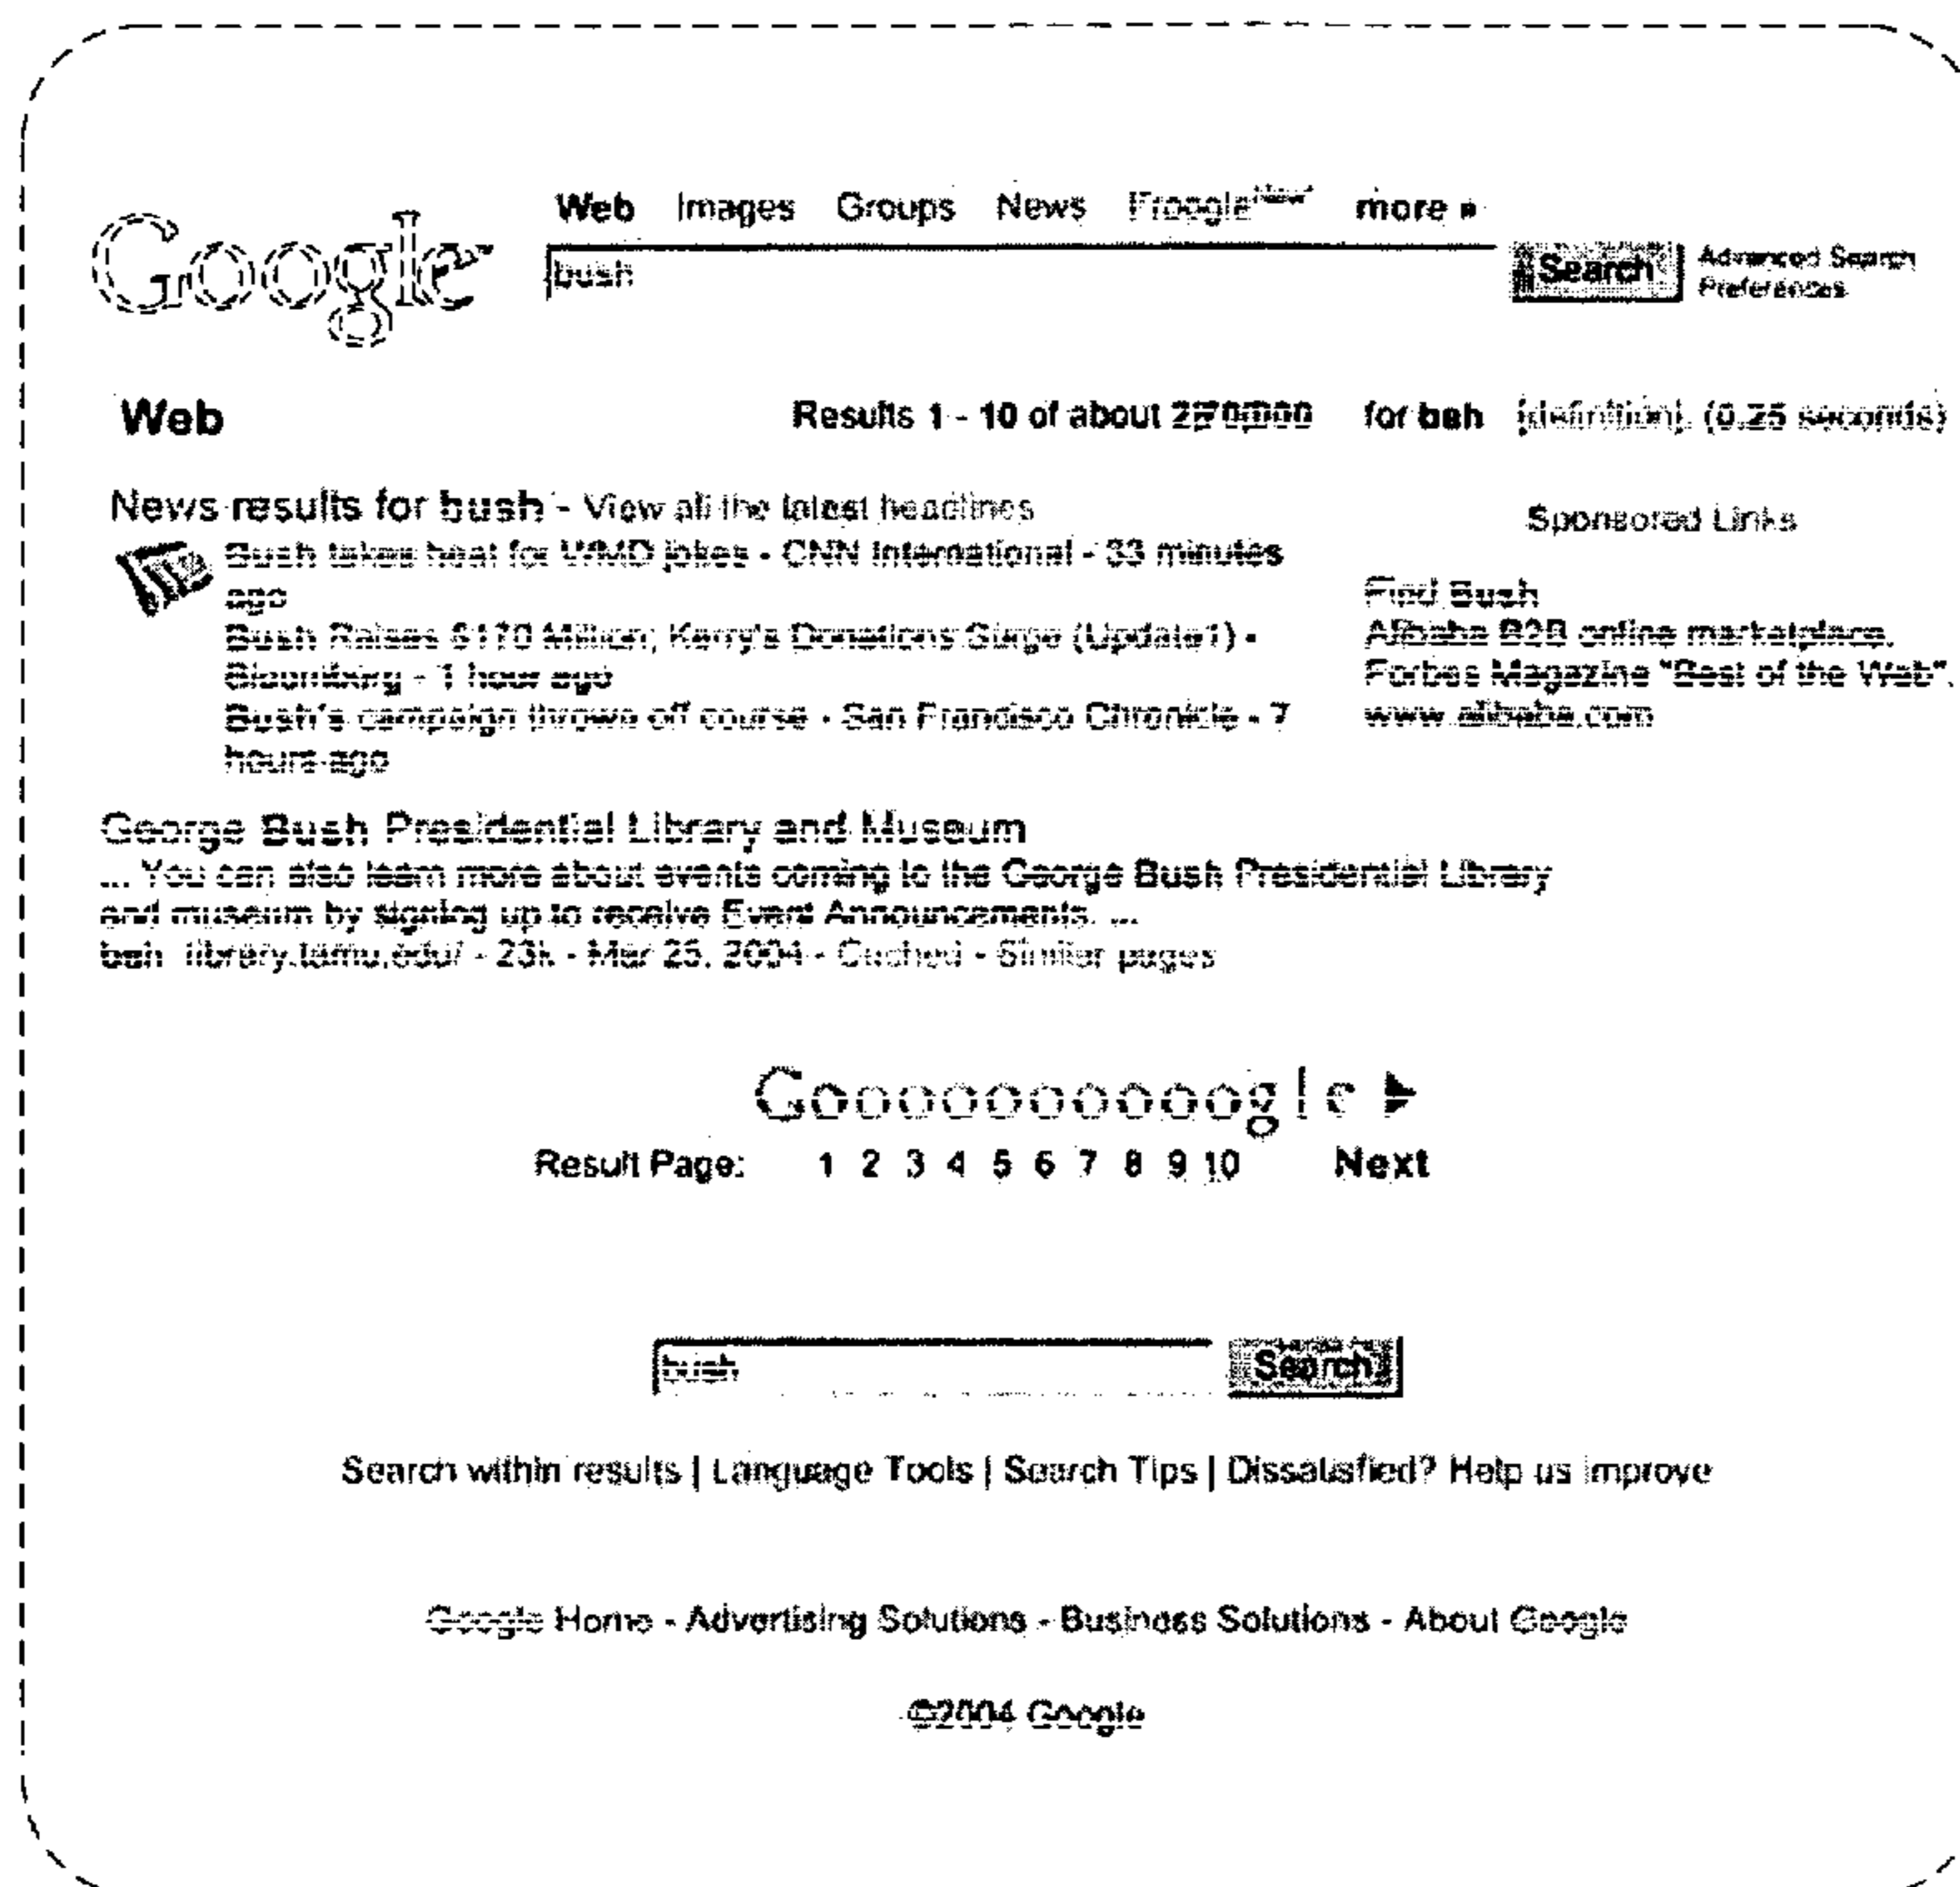 Google
Web Images Groups News Froogle New! more »
bush
Search
Advanced Search
Preferences
Web
Results 1 - 10 of about for bsh [definition]. (0.25 seconds)
News results for bush - View all the latest headlines
Bush takes heat for WMD jokes - CNN International - 33 minutes
ago
Bush Raises $170 Million; Kerry's Donations Surge (Update1) -
Bloomberg - 1 hour ago
Bush's campaign thrown off course - San Francisco Chronicle - 7
hours ago
Sponsored Links
Find Bush
Alibaba B2B online marketplace.
Forbes Magazine "Best of the Web".
www.alibaba.com
George Bush Presidential Library and Museum
... You can also learn more about events coming to the George Bush Presidential Library
and museum by signing up to receive Event Announcements. ...
bsh library.tamu.edu/ - 23k - Mar 25, 2004 - Cached - Similar pages
Gooooooooooogle
Result Page: 1 2 3 4 5 6 7 8 9 10 Next
bush
Search
Search within results | Language Tools | Search Tips | Dissatisfied? Help us improve
Google Home - Advertising Solutions - Business Solutions - About Google
©2004 Google